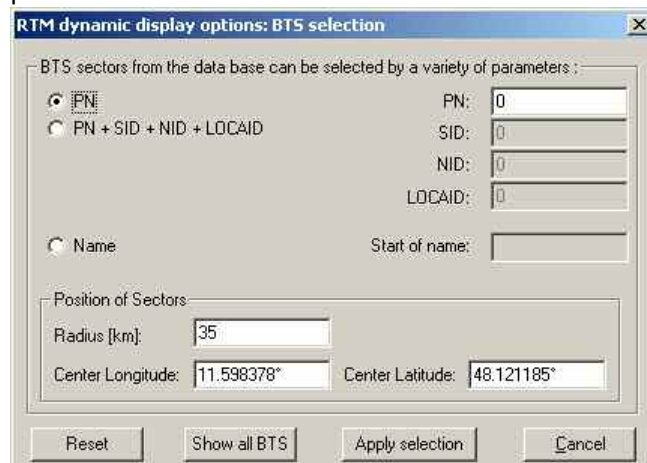 RTM dynamic display options: BTS selection
BTS sectors from the data base can be selected by a variety of parameters :
PN PN: 0
PN + SID + NID + LOCAID SID: 0
NID: 0
LOCAID: 0
Name Start of name:
Position of Sectors
Radius [km]: 35
Center Longitude: 11.598378° Center Latitude: 48.121185°
Reset Show all BTS Apply selection Cancel